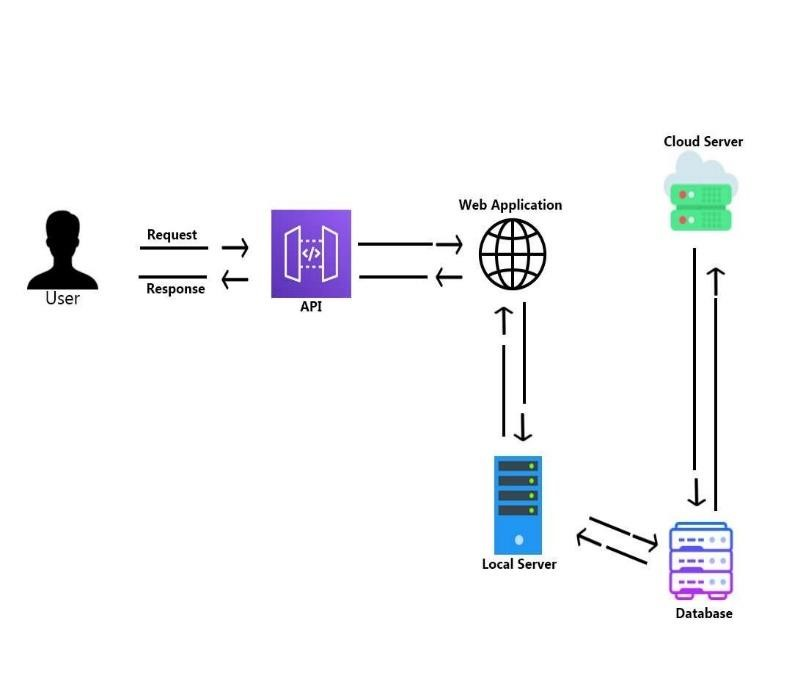 Cloud Server
Web Application
Request
Response
User
</>
API
Local Server
Database